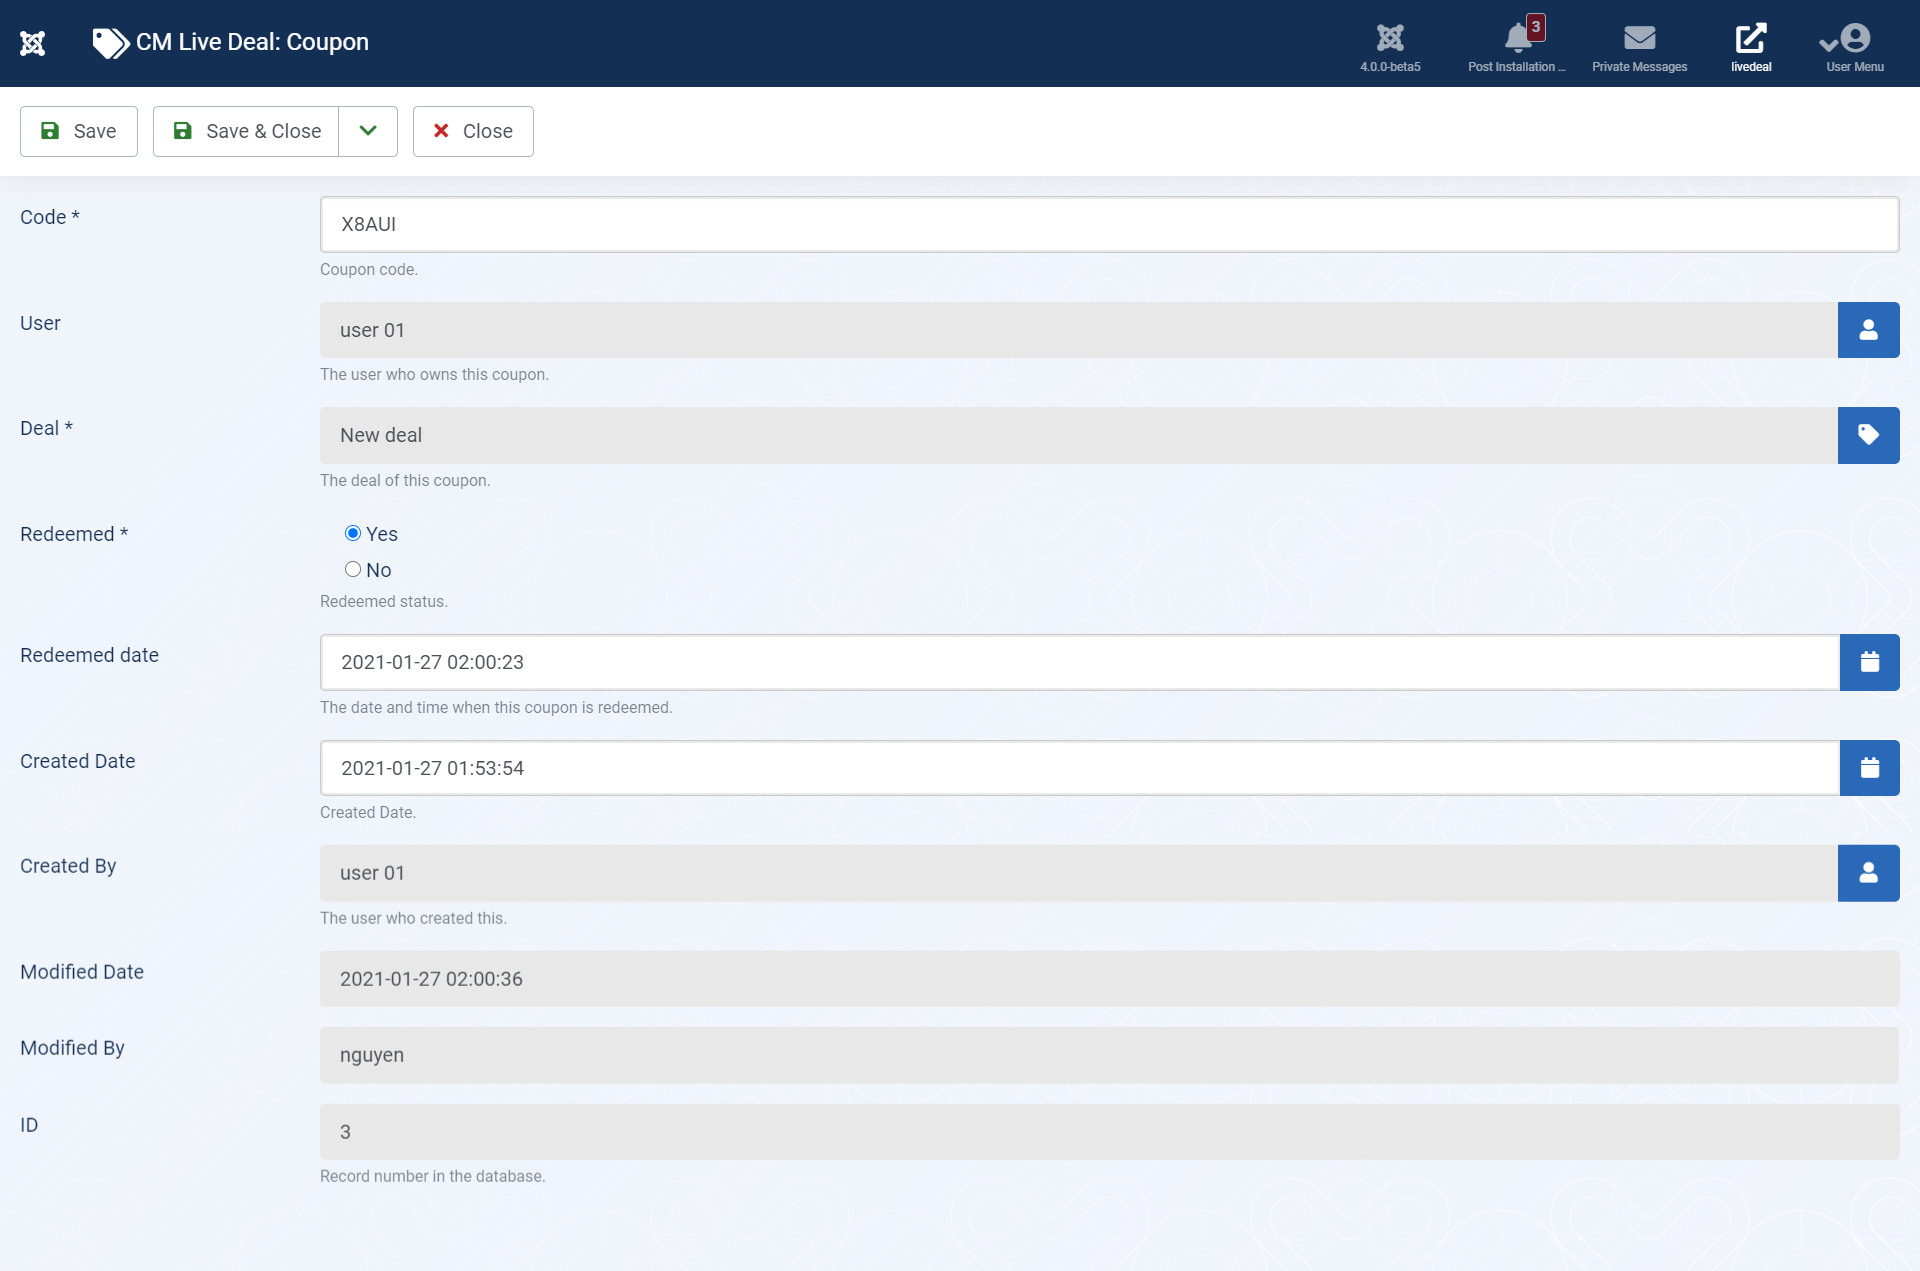 CM Live Deal: Coupon
4.0.0-beta5
3
Post Installation ...
Private Messages
livedeal
User Menu
Save
Save & Close
Close
Code *
X8AUI
Coupon code.
User
user 01
The user who owns this coupon.
Deal *
New deal
The deal of this coupon.
Redeemed *
Yes
No
Redeemed status.
Redeemed date
2021-01-27 02:00:23
The date and time when this coupon is redeemed.
Created Date
2021-01-27 01:53:54
Created Date.
Created By
user 01
The user who created this.
Modified Date
2021-01-27 02:00:36
Modified By
nguyen
ID
3
Record number in the database.